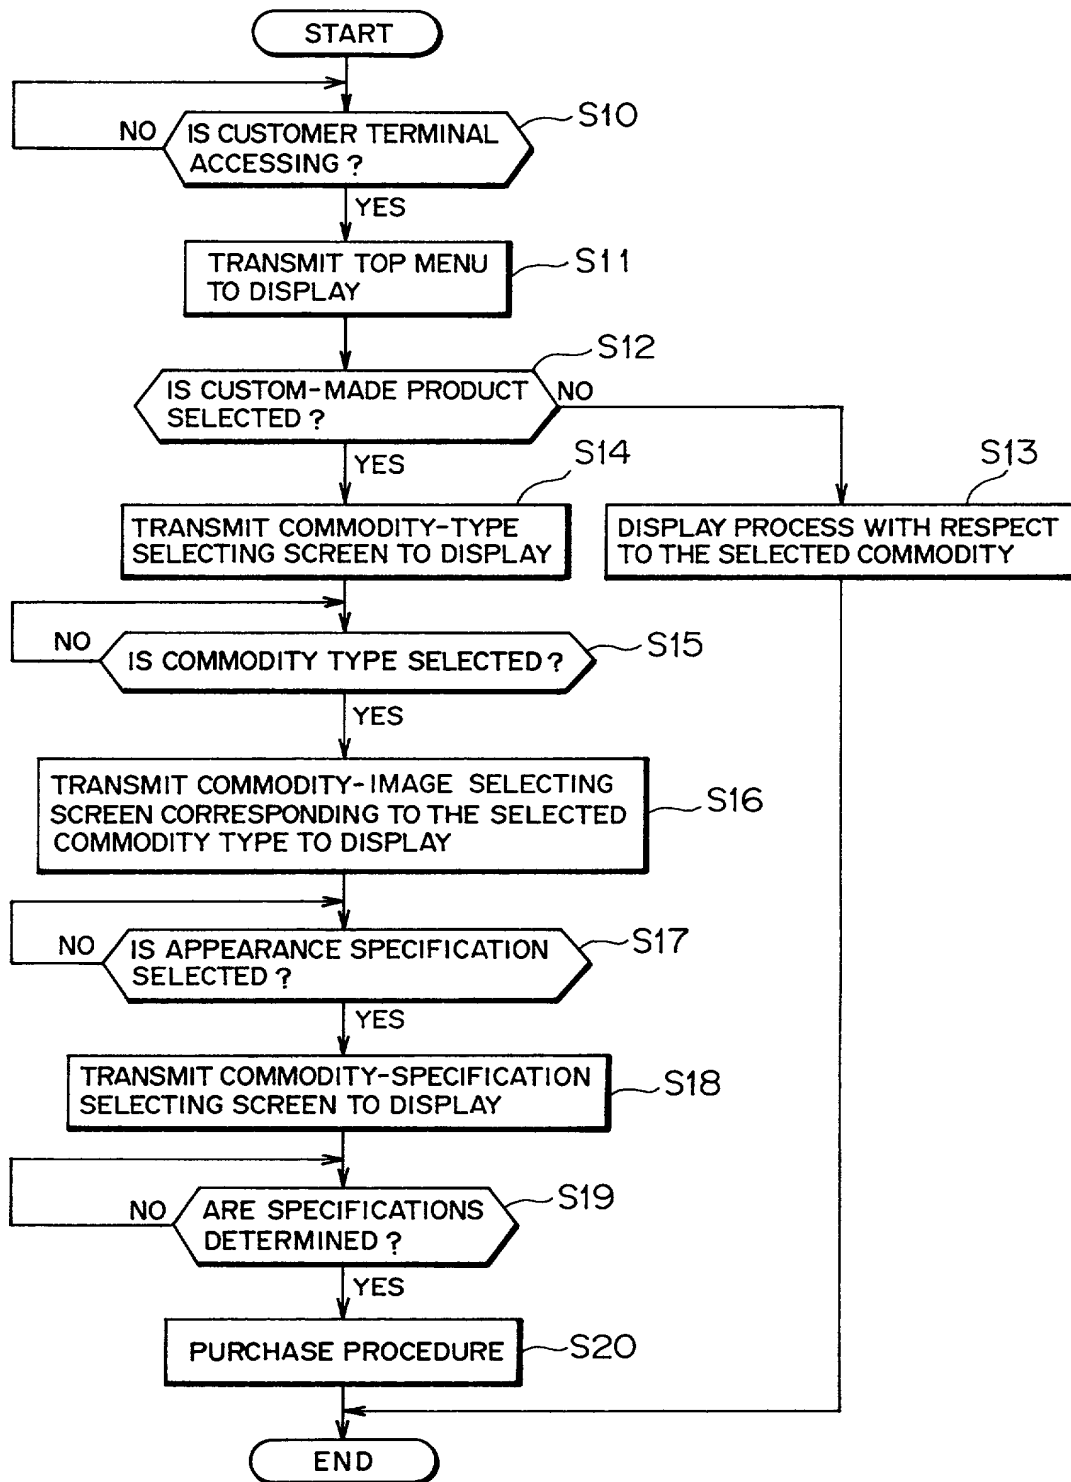 START
NO
IS CUSTOMER TERMINAL
ACCESSING?
S10
YES
TRANSMIT TOP MENU
TO DISPLAY
S11
S12
IS CUSTOM-MADE PRODUCT
SELECTED?
NO
YES
S14
S13
TRANSMIT COMMODITY-TYPE
SELECTING SCREEN TO DISPLAY
DISPLAY PROCESS WITH RESPECT
TO THE SELECTED COMMODITY
NO
IS COMMODITY TYPE SELECTED?
S15
YES
TRANSMIT COMMODITY-IMAGE SELECTING
SCREEN CORRESPONDING TO THE SELECTED
COMMODITY TYPE TO DISPLAY
S16
NO
IS APPEARANCE SPECIFICATION
SELECTED?
S17
YES
TRANSMIT COMMODITY-SPECIFICATION
SELECTING SCREEN TO DISPLAY
S18
NO
ARE SPECIFICATIONS
DETERMINED?
S19
YES
PURCHASE PROCEDURE
S20
END